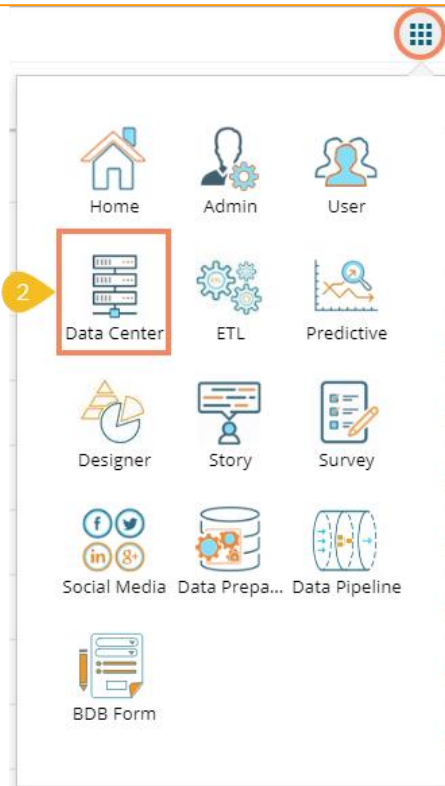 Home Admin User
2
Data Center ETL Predictive
Designer Story Survey
f in g+
Social Media Data Prepa... Data Pipeline
BDB Form